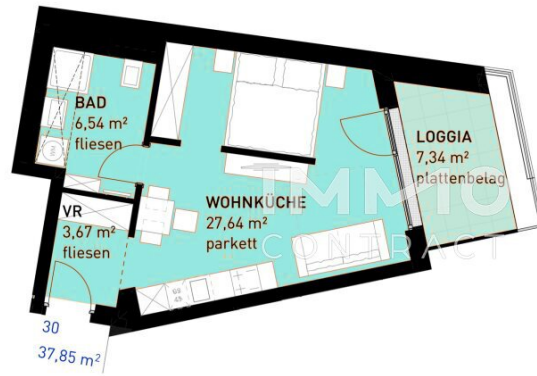 BAD
6,54 m²
fliesen
VR
3,67 m²
fliesen
WOHNKÜCHE
27,64 m²
parkett
LOGGIA
7,34 m²
plattenbelag
IMMO
CONTRACT
30
37,85 m²